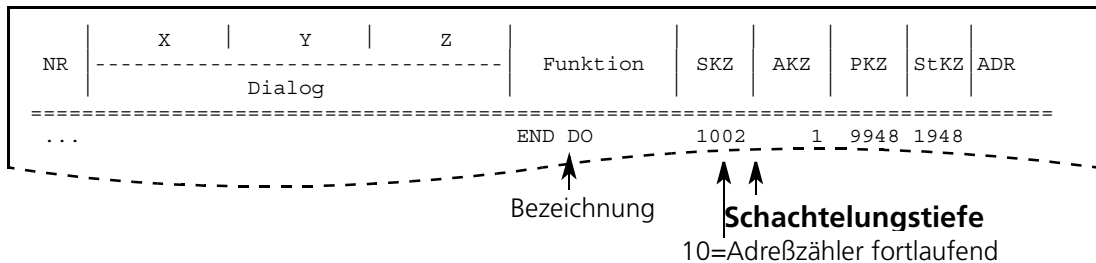 X | Y | Z
NR |--------------------------------| Funktion | SKZ | AKZ | PKZ |StKZ|ADR
Dialog
================================================================================
... END DO 1002 1 9948 1948
Bezeichnung Schachtelungstiefe
10=Adreßzähler fortlaufend